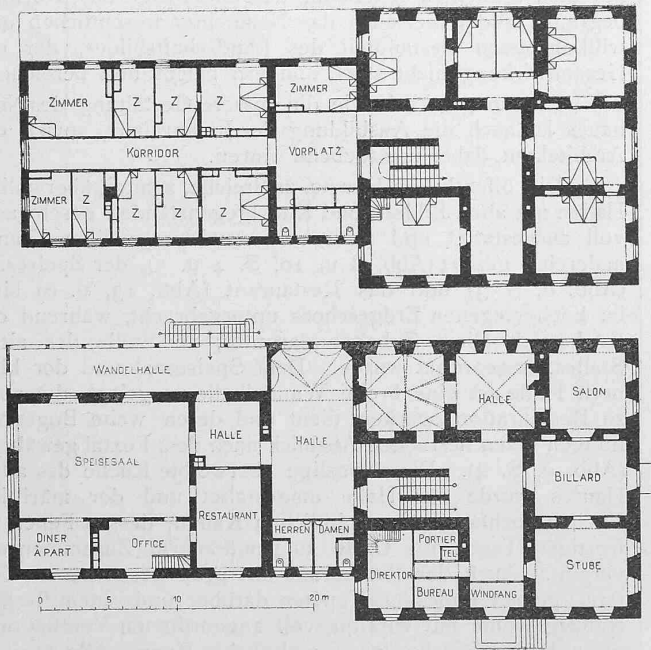 ZIMMER Z Z Z ZIMMER
KORRIDOR VORPLATZ
ZIMMER Z Z Z
WANDELHALLE
HALLE HALLE HALLE SALON
SPEISESAAL
RESTAURANT BILLARD
DINER À PART OFFICE HERREN DAMEN
PORTIER
TEL.
DIREKTOR BUREAU WINDFANG STUBE
0 5 10 20 m